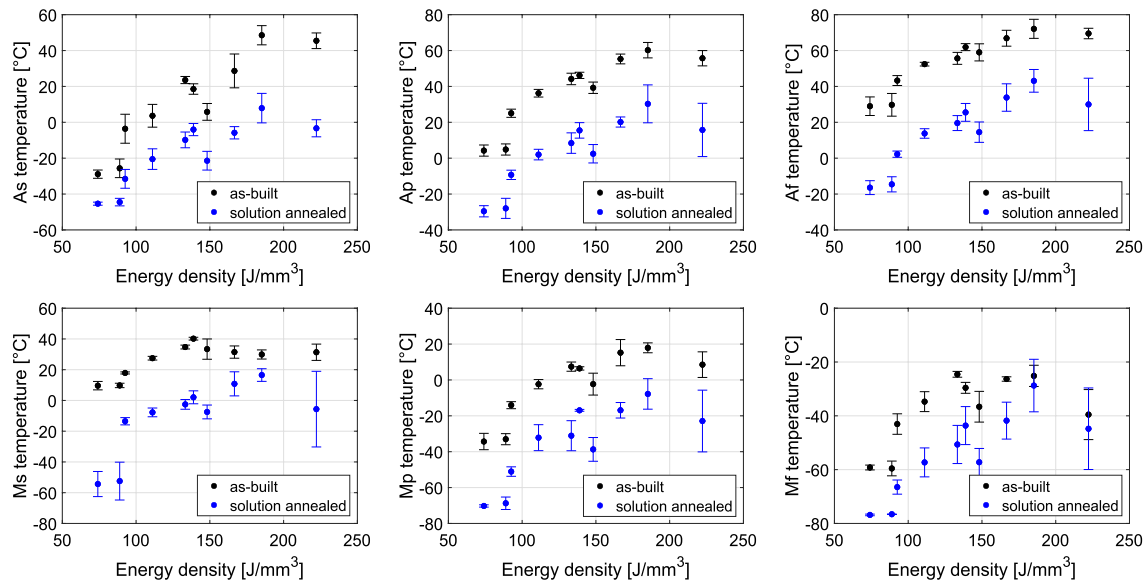 As temperature [°C]
60
40
20
0
-20
-40
-60
50
100
150
200
250
Energy density [J/mm³]
as-built
solution annealed
Ap temperature [°C]
80
60
40
20
0
-20
-40
50
100
150
200
250
Energy density [J/mm³]
as-built
solution annealed
Af temperature [°C]
80
60
40
20
0
-20
-40
50
100
150
200
250
Energy density [J/mm³]
as-built
solution annealed
Ms temperature [°C]
60
40
20
0
-20
-40
-60
-80
50
100
150
200
250
Energy density [J/mm³]
as-built
solution annealed
Mp temperature [°C]
40
20
0
-20
-40
-60
-80
50
100
150
200
250
Energy density [J/mm³]
as-built
solution annealed
Mf temperature [°C]
0
-20
-40
-60
-80
50
100
150
200
250
Energy density [J/mm³]
as-built
solution annealed